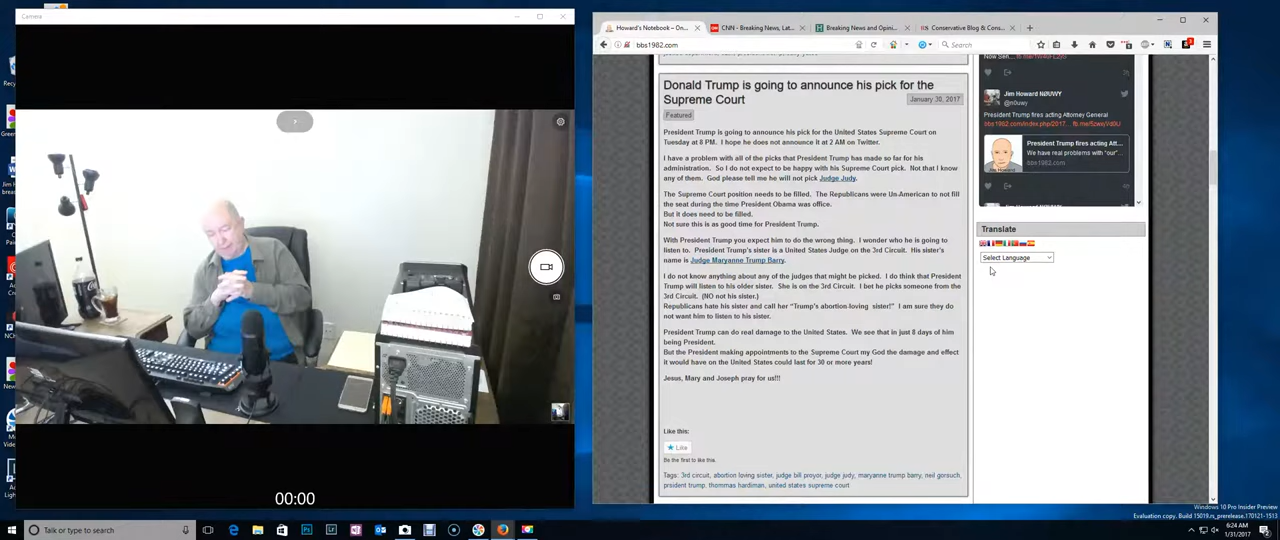 Camera
?
00:00
Howard's Notebook – On...
CNN - Breaking News, Lat...
Breaking News and Opini...
Conservative Blog & Cons...
bbs1982.com
Search
Donald Trump is going to announce his pick for the
Supreme Court
January 30, 2017
Featured
President Trump is going to announce his pick for the United States Supreme Court on
Tuesday at 8 PM. I hope he does not announce it at 2 AM on Twitter.
I have a problem with all of the picks that President Trump has made so far for his
administration. So I do not expect to be happy with his Supreme Court pick. Not that I know
any of them. God please tell me he will not pick Judge Judy.
The Supreme Court position needs to be filled. The Republicans were Un-American to not fill
the seat during the time President Obama was office.
But it does need to be filled.
Not sure this is as good time for President Trump.
With President Trump you expect him to do the wrong thing. I wonder who he is going to
listen to. President Trump's sister is a United States Judge on the 3rd Circuit. His sister's
name is Judge Maryanne Trump Barry.
I do not know anything about any of the judges that might be picked. I do think that President
Trump will listen to his older sister. She is on the 3rd Circuit. I bet he picks someone from the
3rd Circuit. (NO not his sister.)
Republicans hate his sister and call her "Trump's abortion-loving sister!" I am sure they do
not want him to listen to his sister.
President Trump can do real damage to the United States. We see that in just 8 days of him
being President.
But the President making appointments to the Supreme Court my God the damage and effect
it would have on the United States could last for 30 or more years!
Jesus, Mary and Joseph pray for us!!!
Like this:
Like
Be the first to like this.
Tags: 3rd circuit, abortion loving sister, judge bill proyor, judge judy, maryanne trump barry, neil gorsuch,
prsident trump, thommas hardiman, united states supreme court
Jim Howard NØUWY
@n0uwy
President Trump fires acting Attorney General
bbs1982.com/index.php/2017...
President Trump fires acting Att...
We have real problems with "our"...
bbs1982.com
Jim Howard
Translate
Select Language
Windows 10 Pro Insider Preview
Evaluation copy. Build 15019.rs_prerelease.170121-1513
Talk or type to search
6:24 AM
1/31/2017